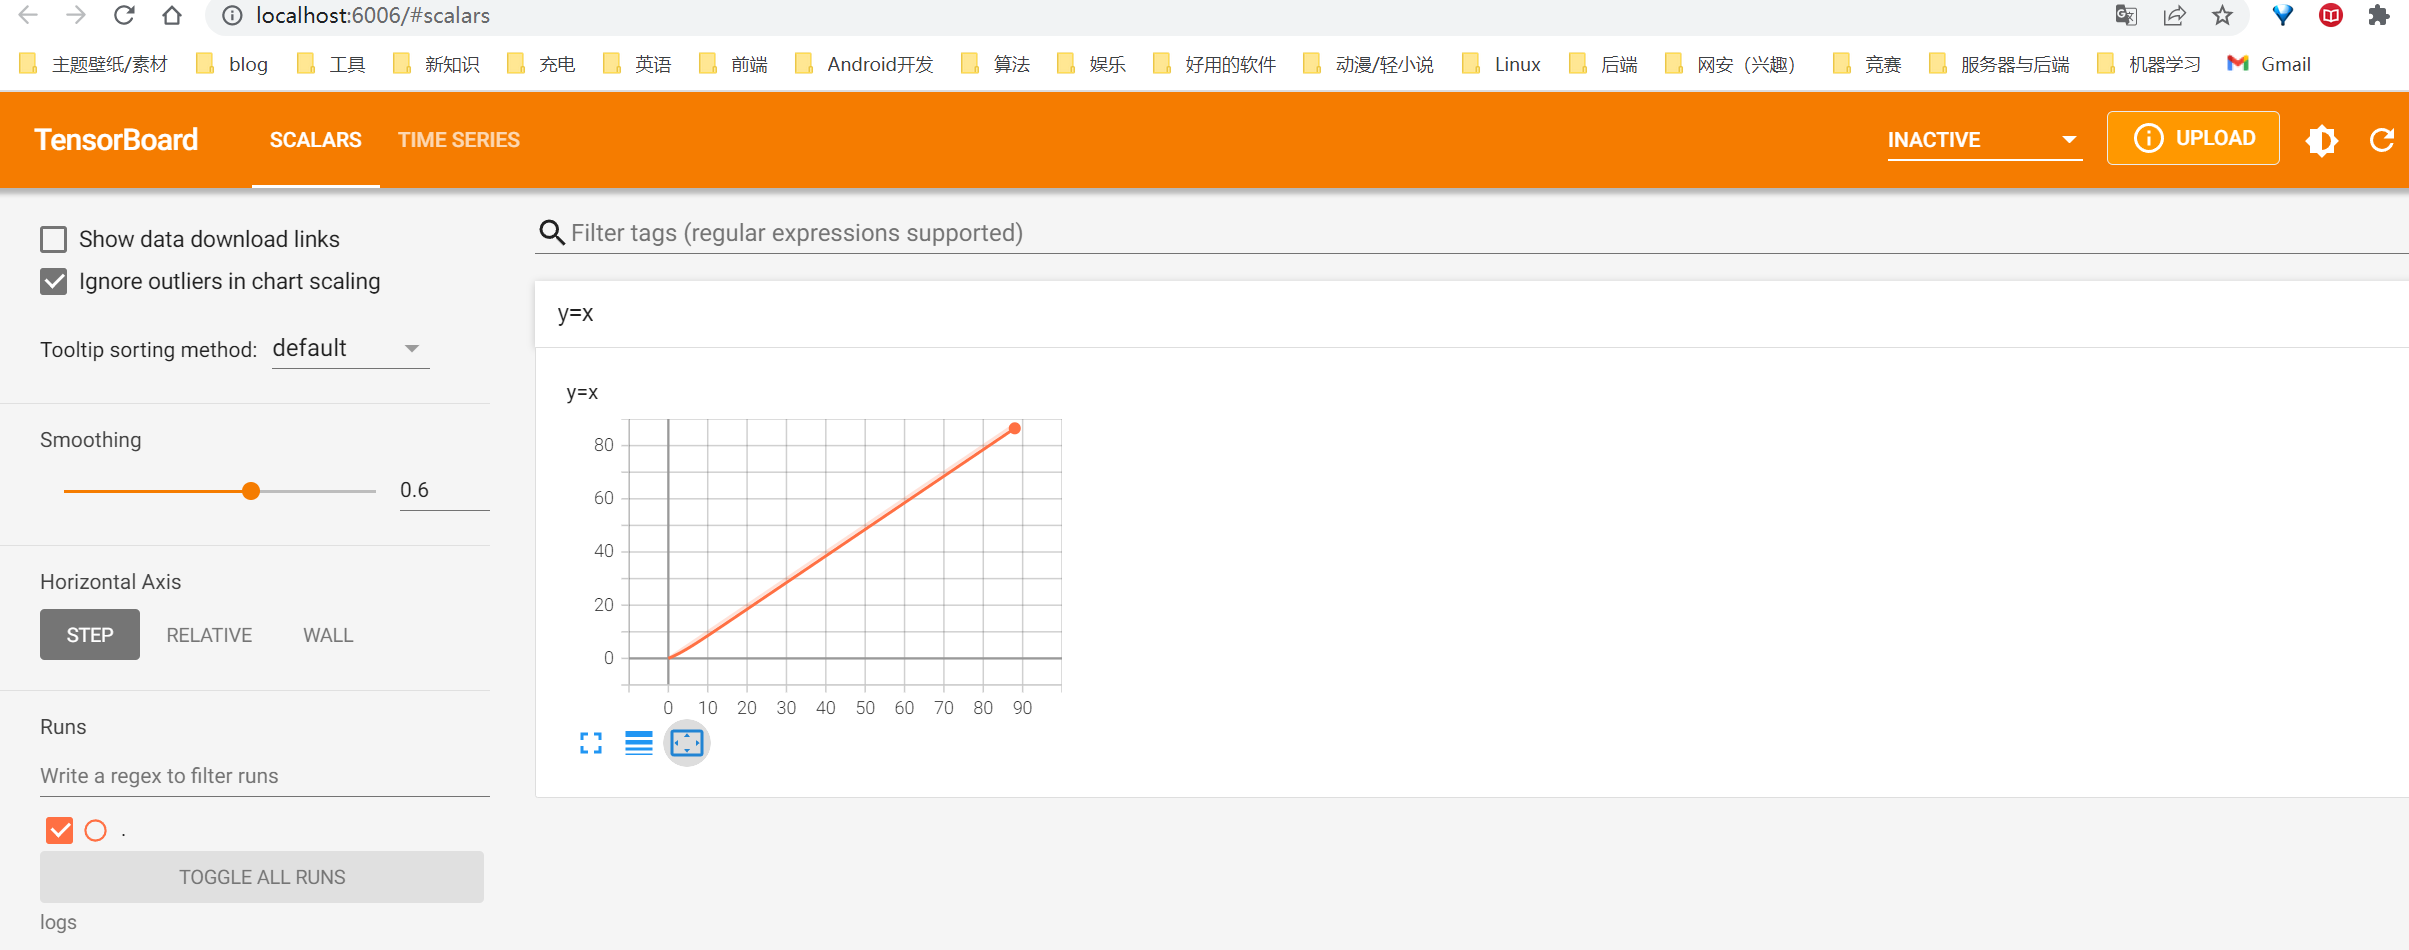 localhost:6006/#scalars
主题壁纸/素材 blog 工具 新知识 充电 英语 前端 Android开发 算法 娱乐 好用的软件 动漫/轻小说 Linux 后端 网安（兴趣） 竞赛 服务器与后端 机器学习 Gmail
TensorBoard SCALARS TIME SERIES INACTIVE UPLOAD
Show data download links
Ignore outliers in chart scaling
Tooltip sorting method: default
Smoothing
0.6
Horizontal Axis
STEP RELATIVE WALL
Runs
Write a regex to filter runs
.
TOGGLE ALL RUNS
logs
Filter tags (regular expressions supported)
y=x
y=x
80
60
40
20
0
0 10 20 30 40 50 60 70 80 90